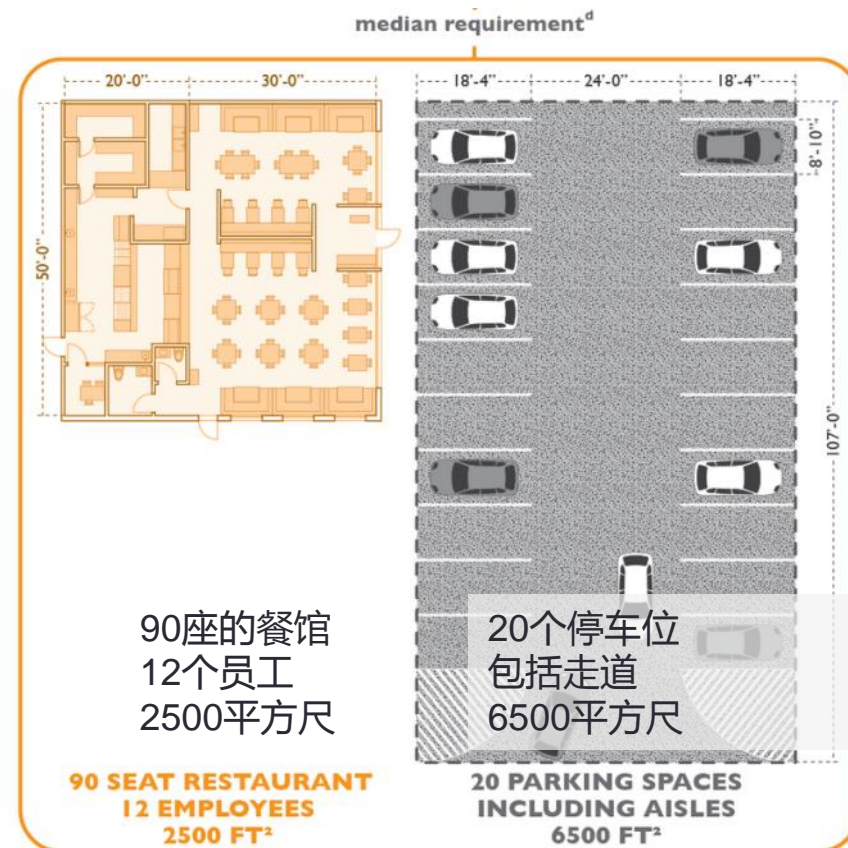 median requirementᵈ
20'-0"
30'-0"
18'-4"
24'-0"
18'-4"
8'-10"
50'-0"
107'-0"
90座的餐馆
12个员工
2500平方尺
20个停车位
包括走道
6500平方尺
90 SEAT RESTAURANT
12 EMPLOYEES
2500 FT²
20 PARKING SPACES
INCLUDING AISLES
6500 FT²